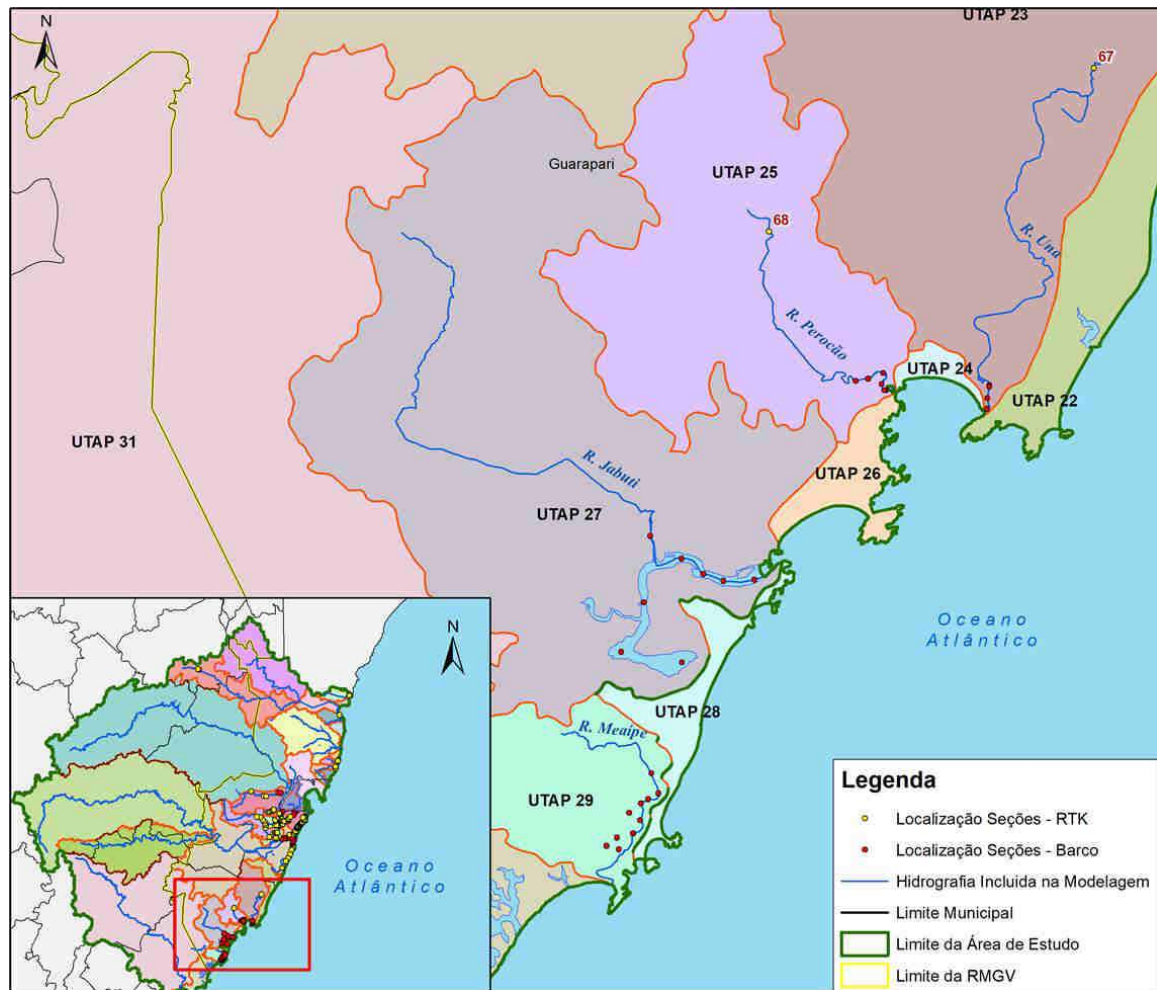 N
UTAP 23
67
Guarapari
UTAP 25
68
R. Una
R. Perocão
UTAP 24
UTAP 22
UTAP 31
UTAP 26
R. Jabuti
UTAP 27
Oceano
Atlântico
UTAP 28
R. Meaipe
UTAP 29
N
Oceano
Atlântico
Legenda
Localização Seções - RTK
Localização Seções - Barco
Hidrografia Incluida na Modelagem
Limite Municipal
Limite da Área de Estudo
Limite da RMGV